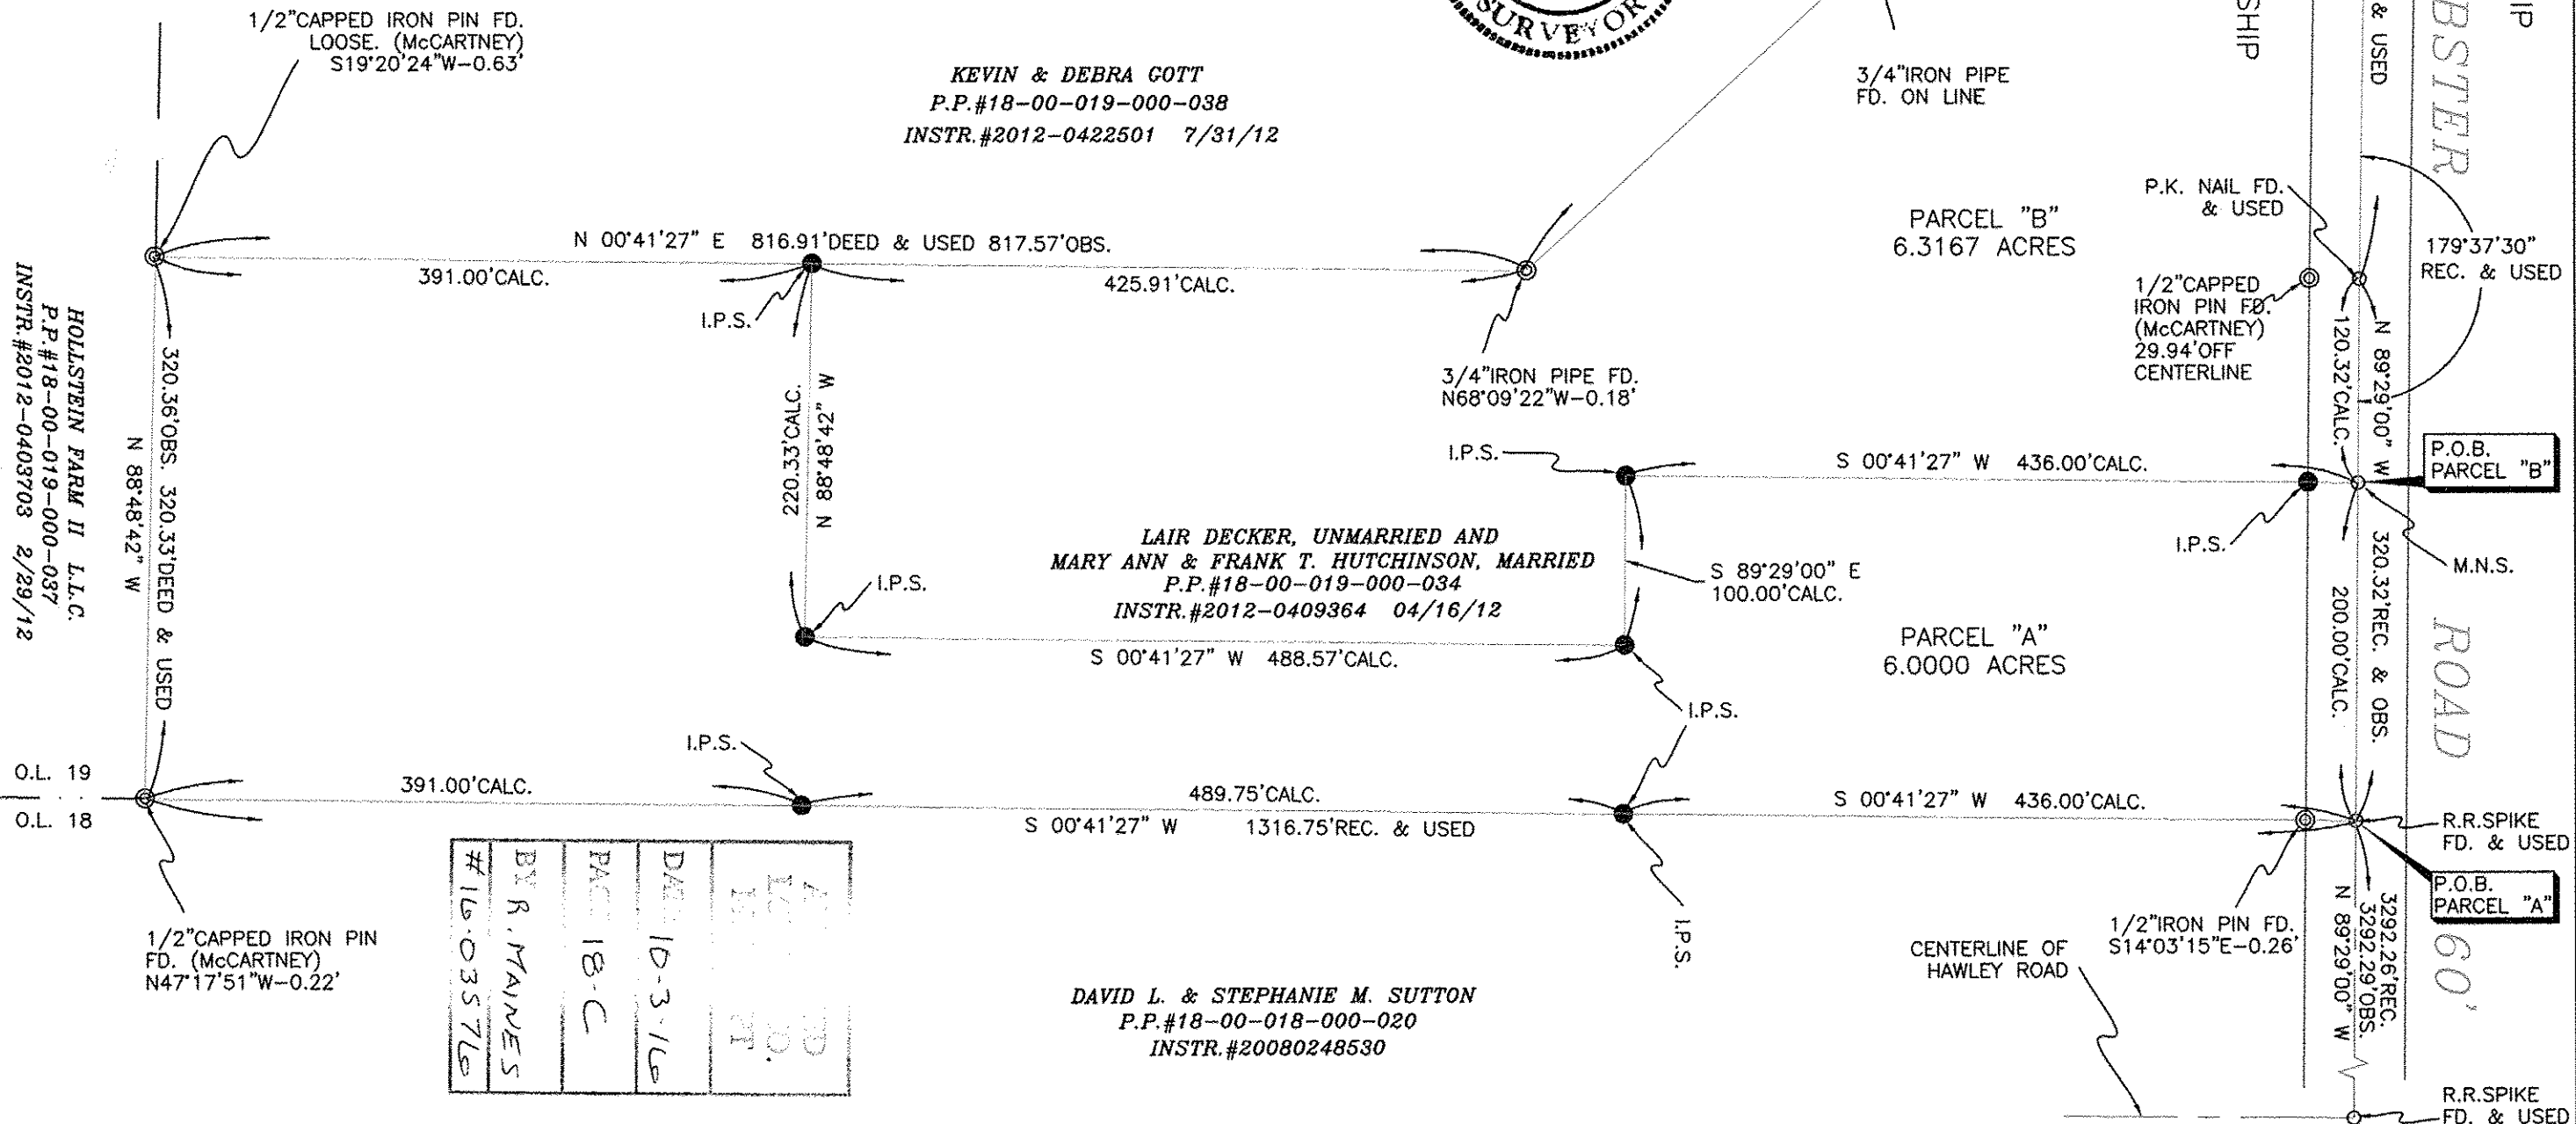 1/2"CAPPED IRON PIN FD.
LOOSE. (McCARTNEY)
S19°20'24"W-0.63'
KEVIN & DEBRA GOTT
P.P.#18-00-019-000-038
INSTR.#2012-0422501 7/31/12
SURVEYOR
3/4"IRON PIPE
FD. ON LINE
SHIP
& USED
BSTER
IP
P.K. NAIL FD.
& USED
PARCEL "B"
6.3167 ACRES
179°37'30"
REC. & USED
1/2"CAPPED
IRON PIN FD.
(McCARTNEY)
29.94'OFF
CENTERLINE
N 00°41'27" E 816.91'DEED & USED 817.57'OBS.
391.00'CALC.
425.91'CALC.
I.P.S.
3/4"IRON PIPE FD.
N68°09'22"W-0.18'
120.32'CALC.
N 89°29'00" W
HOLLSTEIN FARM II L.L.C.
P.P.#18-00-019-000-037
INSTR.#2012-0403703 2/29/12
320.36'OBS. 320.33'DEED & USED
N 88°48'42" W
220.33'CALC.
N 88°48'42" W
I.P.S.
S 00°41'27" W 436.00'CALC.
P.O.B.
PARCEL "B"
I.P.S.
M.N.S.
LAIR DECKER, UNMARRIED AND
MARY ANN & FRANK T. HUTCHINSON, MARRIED
P.P.#18-00-019-000-034
INSTR.#2012-0409364 04/16/12
I.P.S.
S 89°29'00" E
100.00'CALC.
320.32'REC. & OBS.
200.00'CALC.
ROAD
S 00°41'27" W 488.57'CALC.
PARCEL "A"
6.0000 ACRES
I.P.S.
I.P.S.
O.L. 19
O.L. 18
391.00'CALC.
489.75'CALC.
S 00°41'27" W 1316.75'REC. & USED
S 00°41'27" W 436.00'CALC.
R.R.SPIKE
FD. & USED
P.O.B.
PARCEL "A"
I.P.S.
1/2"CAPPED IRON PIN
FD. (McCARTNEY)
N47°17'51"W-0.22'
DATE 10-3-16
PAGE 18-C
BY R. MAINES
#16-03576
1/2"IRON PIN FD.
S14°03'15"E-0.26'
CENTERLINE OF
HAWLEY ROAD
3292.26'REC.
3292.29'OBS.
N 89°29'00" W
60'
DAVID L. & STEPHANIE M. SUTTON
P.P.#18-00-018-000-020
INSTR.#20080248530
R.R.SPIKE
FD. & USED